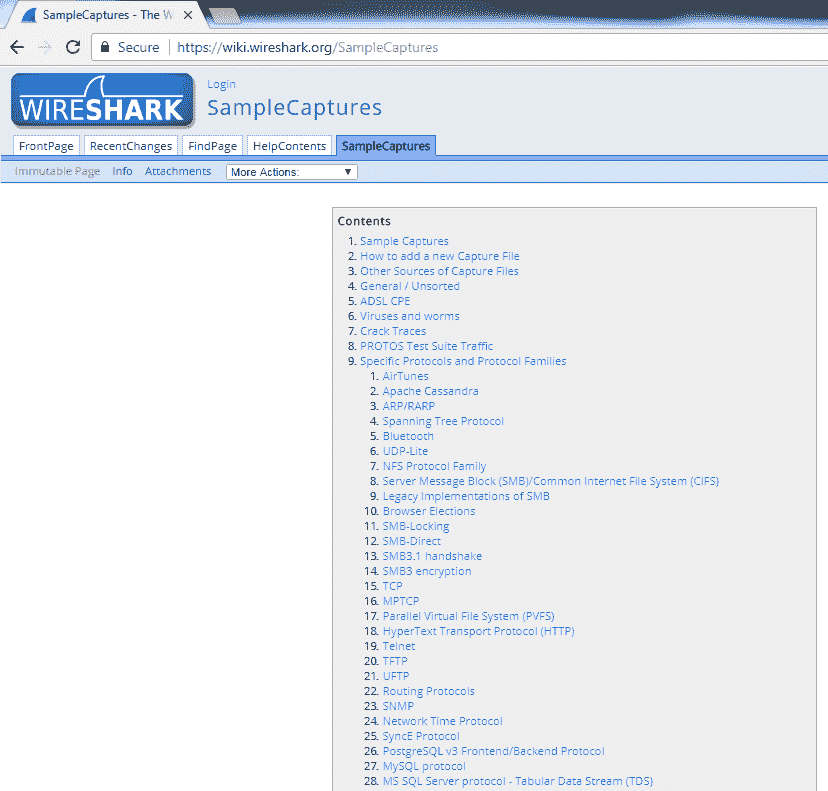 SampleCaptures - The W
Secure https://wiki.wireshark.org/SampleCaptures
WIRESHARK
Login
SampleCaptures
FrontPage RecentChanges FindPage HelpContents SampleCaptures
Immutable Page Info Attachments More Actions:
Contents
1. Sample Captures
2. How to add a new Capture File
3. Other Sources of Capture Files
4. General / Unsorted
5. ADSL CPE
6. Viruses and worms
7. Crack Traces
8. PROTOS Test Suite Traffic
9. Specific Protocols and Protocol Families
1. AirTunes
2. Apache Cassandra
3. ARP/RARP
4. Spanning Tree Protocol
5. Bluetooth
6. UDP-Lite
7. NFS Protocol Family
8. Server Message Block (SMB)/Common Internet File System (CIFS)
9. Legacy Implementations of SMB
10. Browser Elections
11. SMB-Locking
12. SMB-Direct
13. SMB3.1 handshake
14. SMB3 encryption
15. TCP
16. MPTCP
17. Parallel Virtual File System (PVFS)
18. HyperText Transport Protocol (HTTP)
19. Telnet
20. TFTP
21. UFTP
22. Routing Protocols
23. SNMP
24. Network Time Protocol
25. SyncE Protocol
26. PostgreSQL v3 Frontend/Backend Protocol
27. MySQL protocol
28. MS SQL Server protocol - Tabular Data Stream (TDS)